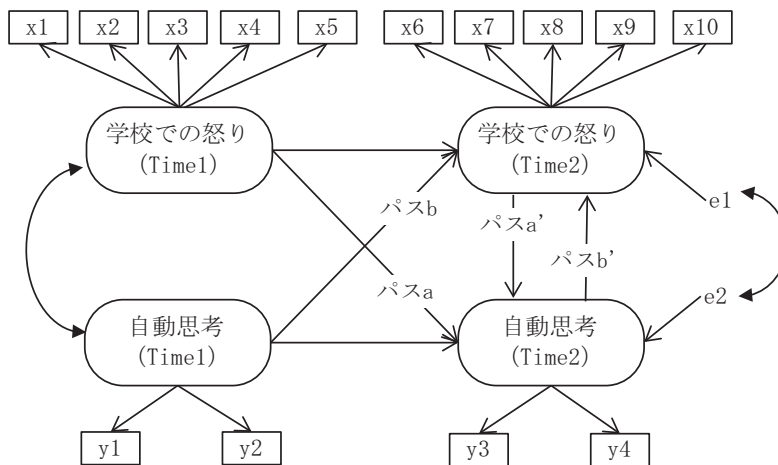 x1 x2 x3 x4 x5 x6 x7 x8 x9 x10
学校での怒り
(Time1)
学校での怒り
(Time2)
パスb
パスa'
e1
パスb'
パスa
e2
自動思考
(Time1)
自動思考
(Time2)
y1 y2 y3 y4